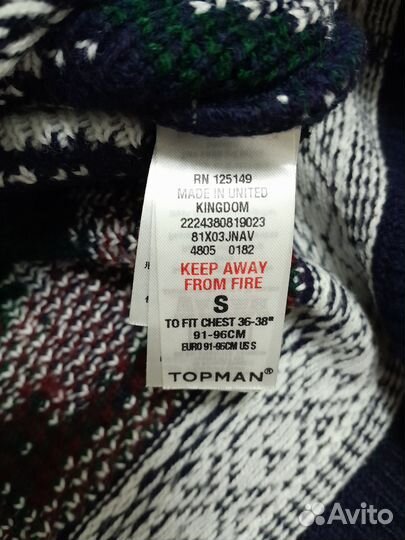 RN 125149
MADE IN UNITED
KINGDOM
2224380819023
81X03JNAV
4805 0182
KEEP AWAY
FROM FIRE
S
TO FIT CHEST 36-38"
91-96CM
EURO 91-96CM US S
TOPMAN®
Avito